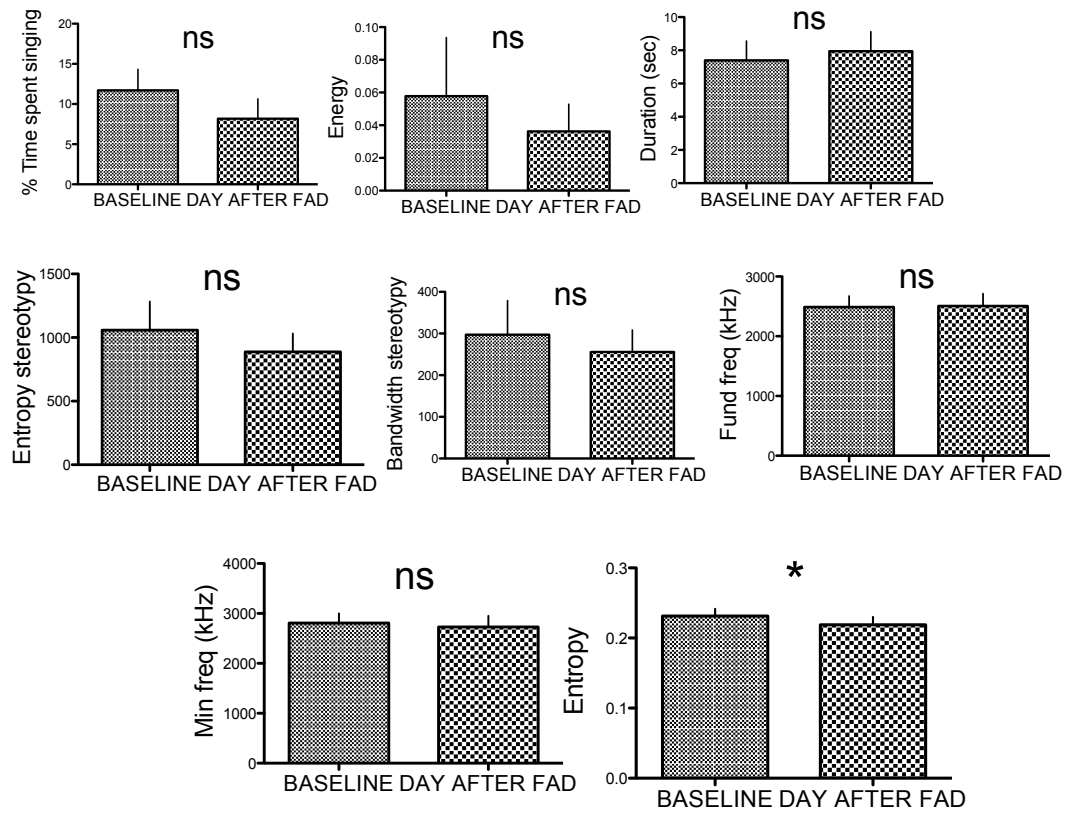 % Time spent singing
20
15
10
5
0
ns
BASELINE DAY AFTER FAD
Energy
0.10
0.08
0.06
0.04
0.02
0.00
ns
BASELINE DAY AFTER FAD
Duration (sec)
10
8
6
4
2
0
ns
BASELINE DAY AFTER FAD
Entropy stereotypy
1500
1000
500
0
ns
BASELINE DAY AFTER FAD
Bandwidth stereotypy
400
300
200
100
0
ns
BASELINE DAY AFTER FAD
Fund freq (kHz)
3000
2000
1000
0
ns
BASELINE DAY AFTER FAD
Min freq (kHz)
4000
3000
2000
1000
0
ns
BASELINE DAY AFTER FAD
Entropy
0.3
0.2
0.1
0.0
*
BASELINE DAY AFTER FAD